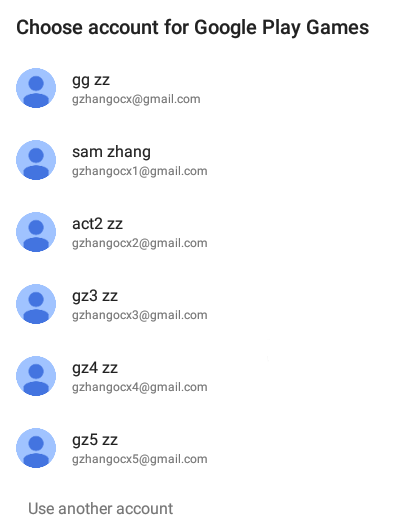 Choose account for Google Play Games
gg zz
gzhangocx@gmail.com
sam zhang
gzhangocx1@gmail.com
act2 zz
gzhangocx2@gmail.com
gz3 zz
gzhangocx3@gmail.com
gz4 zz
gzhangocx4@gmail.com
gz5 zz
gzhangocx5@gmail.com
Use another account